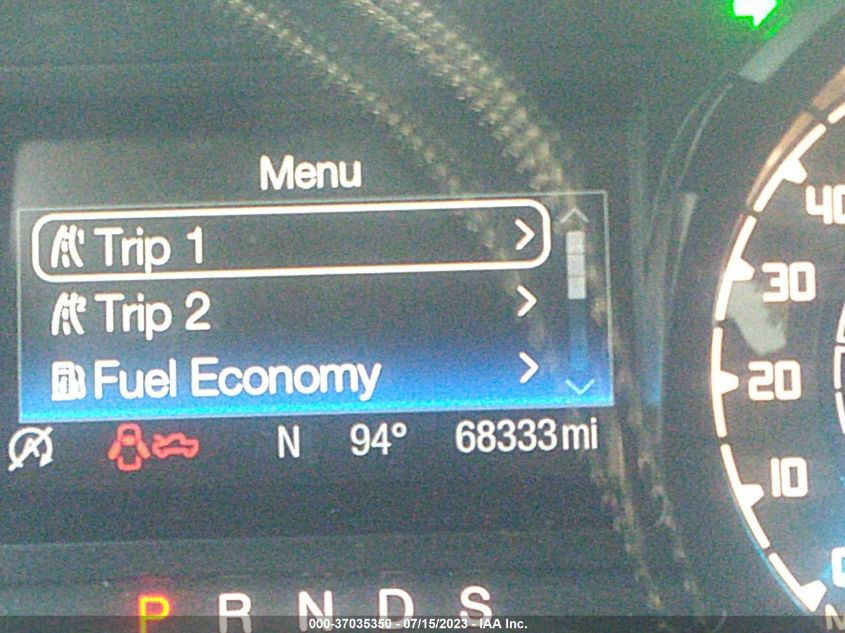 Menu
Trip 1
Trip 2
Fuel Economy
N 94° 68333 mi
P R N D S
40
30
20
10
000-37035350 - 07/15/2023 - IAA Inc.